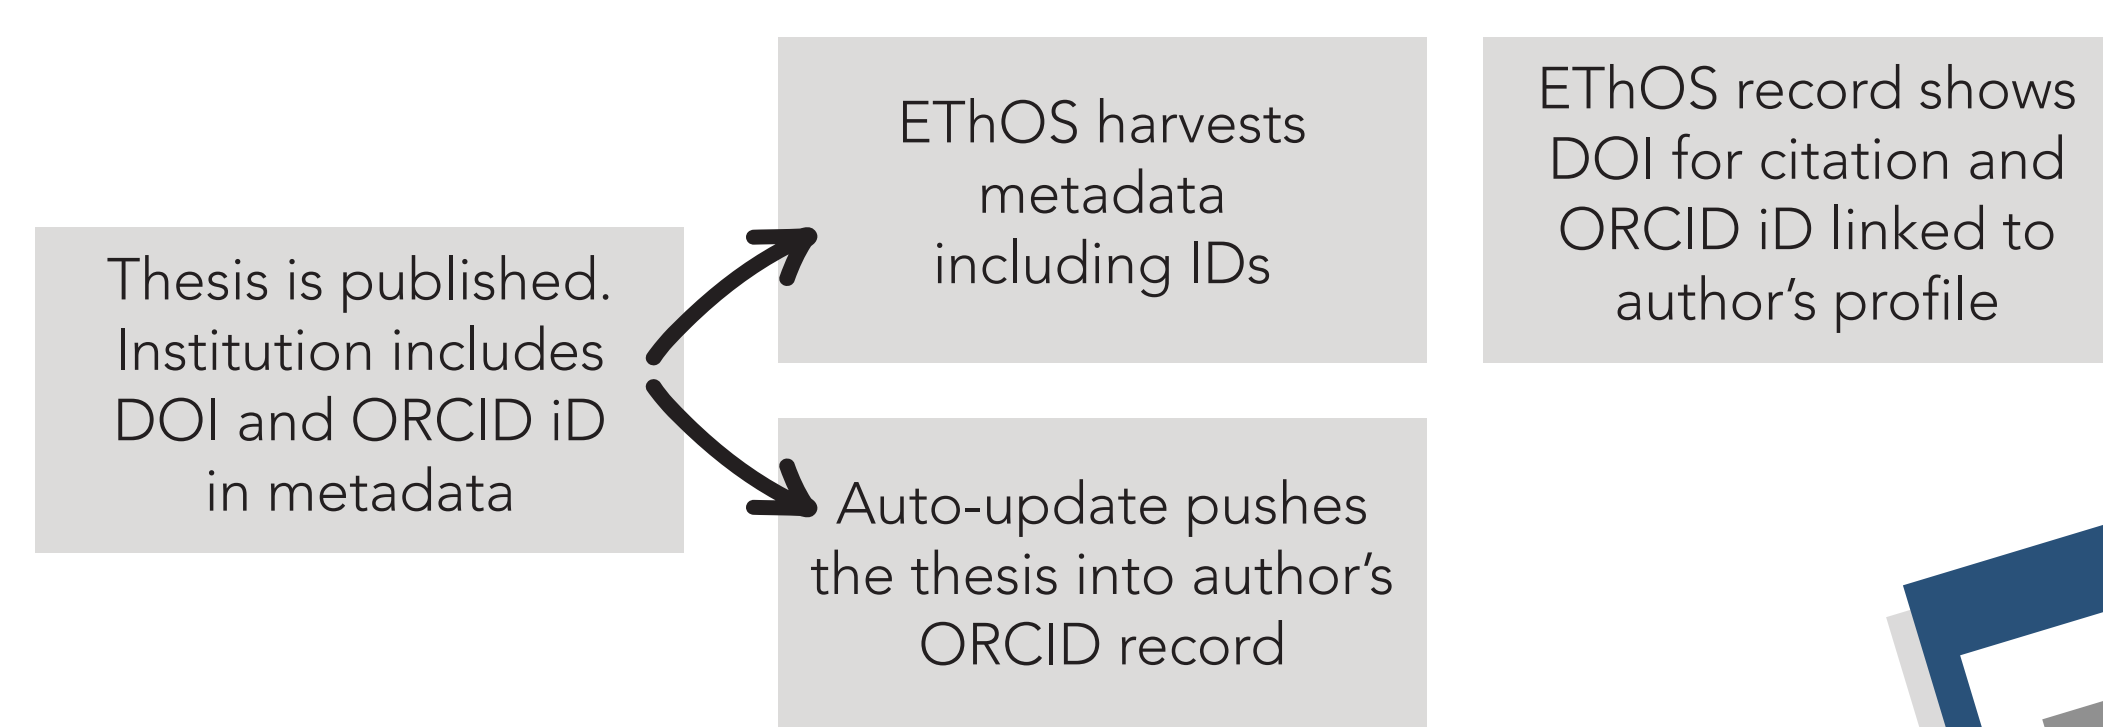 Thesis is published.
Institution includes
DOI and ORCID iD
in metadata
EThOS harvests
metadata
including IDs
EThOS record shows
DOI for citation and
ORCID iD linked to
author’s profile
Auto-update pushes
the thesis into author’s
ORCID record